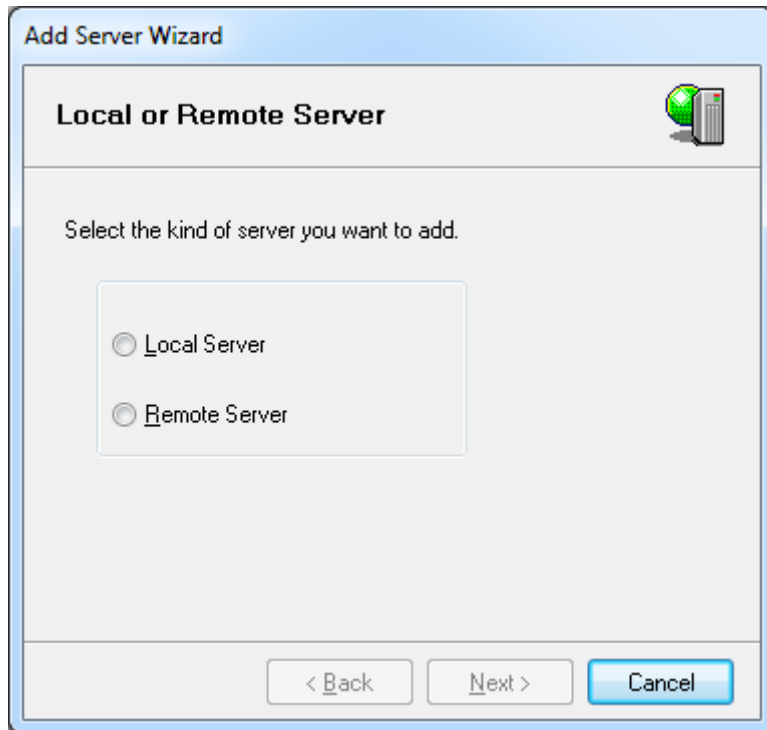 Add Server Wizard
Local or Remote Server
Select the kind of server you want to add.
Local Server
Remote Server
< Back
Next >
Cancel